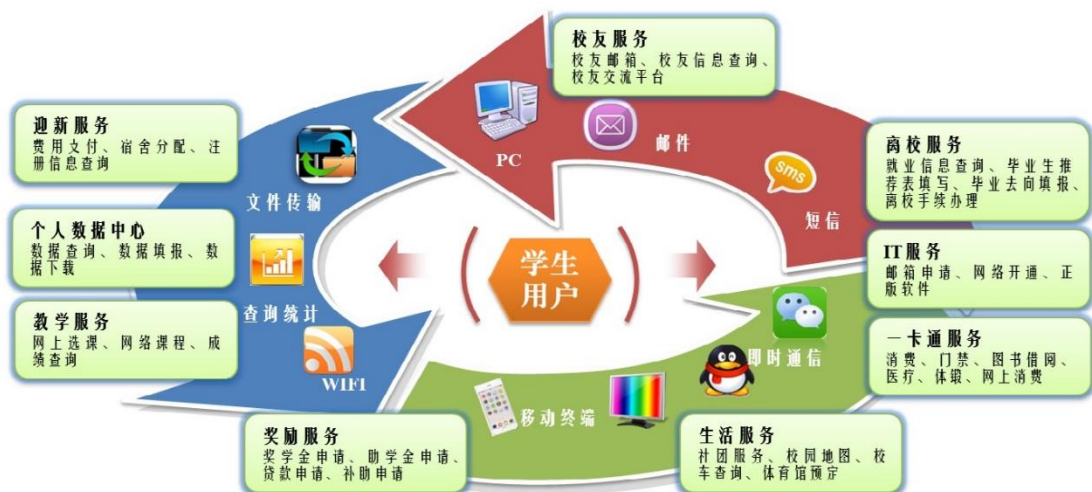 校友服务
校友邮箱、校友信息查询、
校友交流平台
迎新服务
费用支付、宿舍分配、注
册信息查询
离校服务
就业信息查询、毕业生推
荐表填写、毕业去向填报、
离校手续办理
PC
邮件
sms
短信
文件传输
个人数据中心
数据查询、数据填报、数
据下载
学生
用户
IT服务
邮箱申请、网络开通、正
版软件
查询统计
教学服务
网上选课、网络课程、成
绩查询
WIFI
即时通信
一卡通服务
消费、门禁、图书借阅、
医疗、体锻、网上消费
移动终端
奖励服务
奖学金申请、助学金申请、
贷款申请、补助申请
生活服务
社团服务、校园地图、校
车查询、体育馆预定